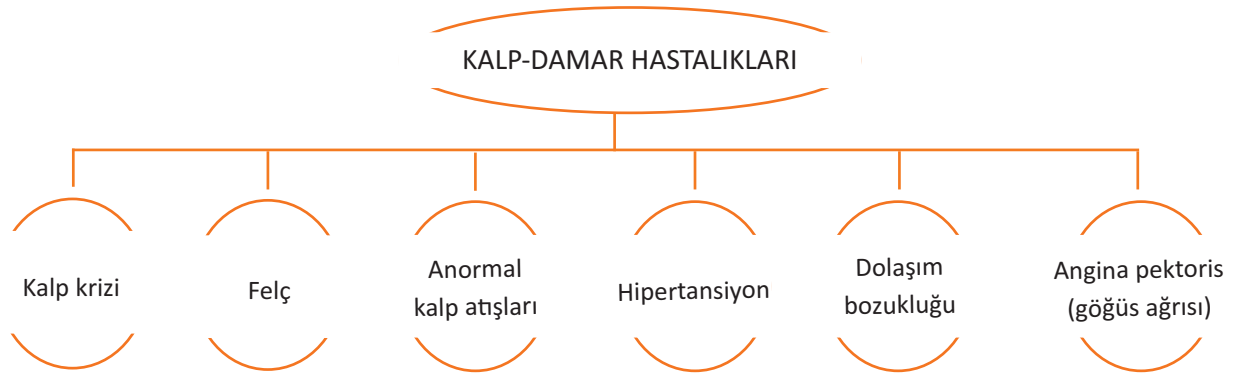 KALP-DAMAR HASTALIKLARI
Kalp krizi
Felç
Anormal
kalp atışları
Hipertansiyon
Dolaşım
bozukluğu
Angina pektoris
(göğüs ağrısı)